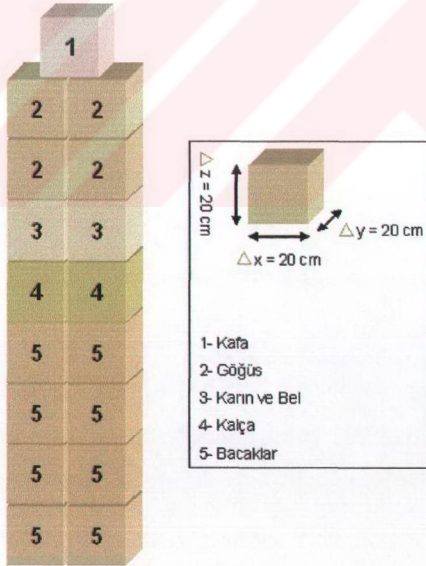 1
2 2
2 2
3 3
4 4
5 5
5 5
5 5
5 5
△z = 20 cm
△y = 20 cm
△x = 20 cm
1- Kafa
2- Göğüs
3- Karın ve Bel
4- Kalça
5- Bacaklar